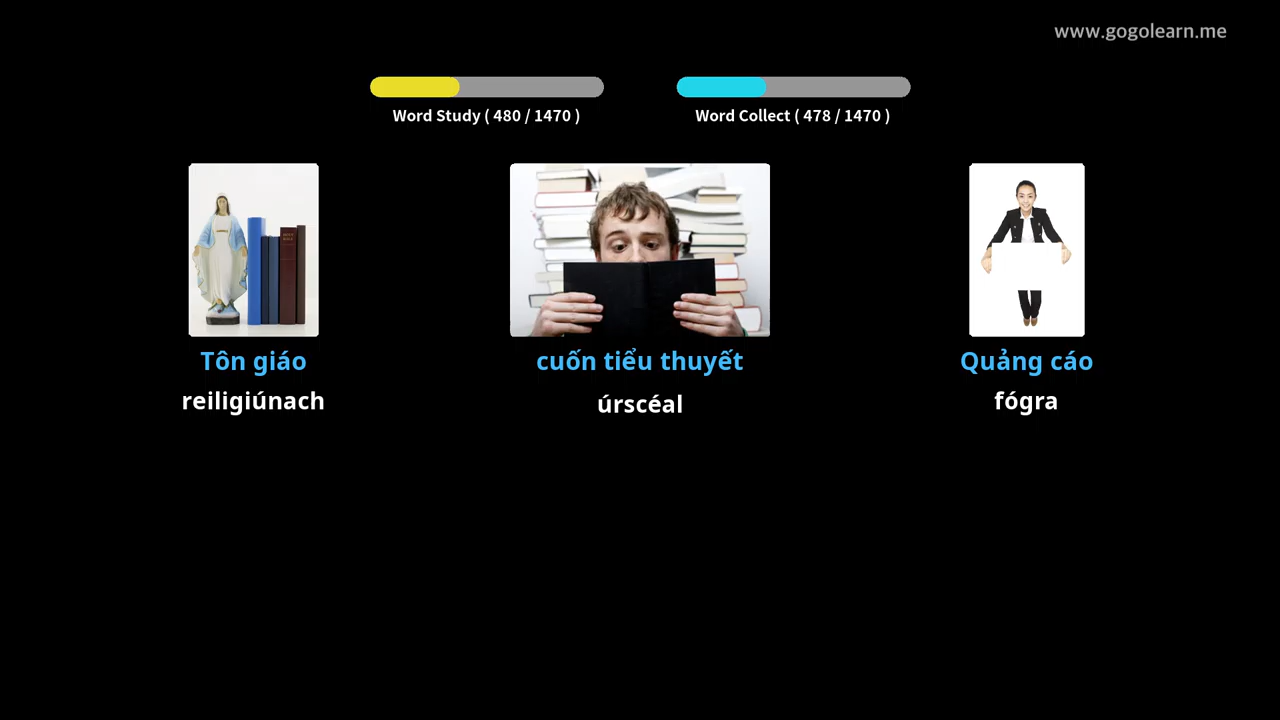 www.gogolearn.me
Word Study ( 480 / 1470 )
Word Collect ( 478 / 1470 )
Tôn giáo
reiligiúnach
cuốn tiểu thuyết
úrscéal
Quảng cáo
fógra